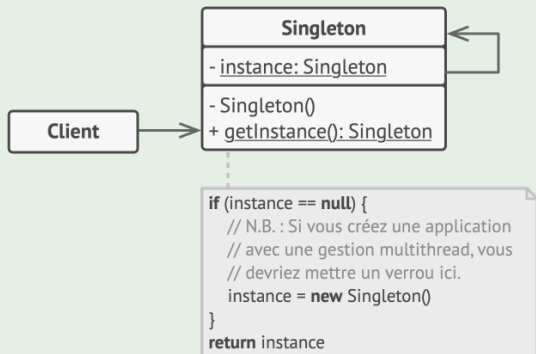 Singleton
- instance: Singleton
- Singleton()
+ getInstance(): Singleton
Client
if (instance == null) {
// N.B. : Si vous créez une application
// avec une gestion multithread, vous
// devriez mettre un verrou ici.
instance = new Singleton()
}
return instance